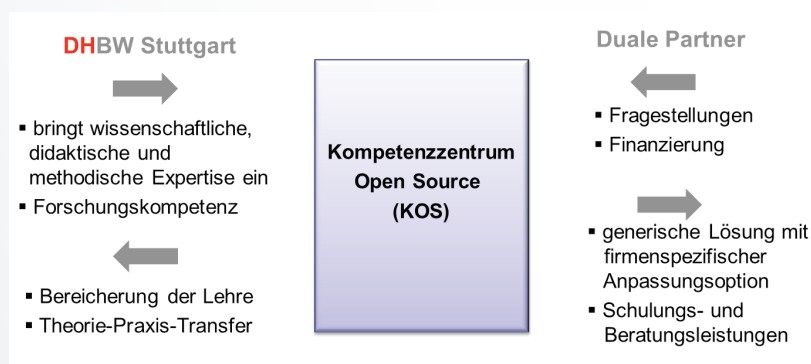 DHBW Stuttgart
▪ bringt wissenschaftliche,
didaktische und
methodische Expertise ein
▪ Forschungskompetenz
▪ Bereicherung der Lehre
▪ Theorie-Praxis-Transfer
Kompetenzzentrum
Open Source
(KOS)
Duale Partner
▪ Fragestellungen
▪ Finanzierung
▪ generische Lösung mit
firmenspezifischer
Anpassungsoption
▪ Schulungs- und
Beratungsleistungen